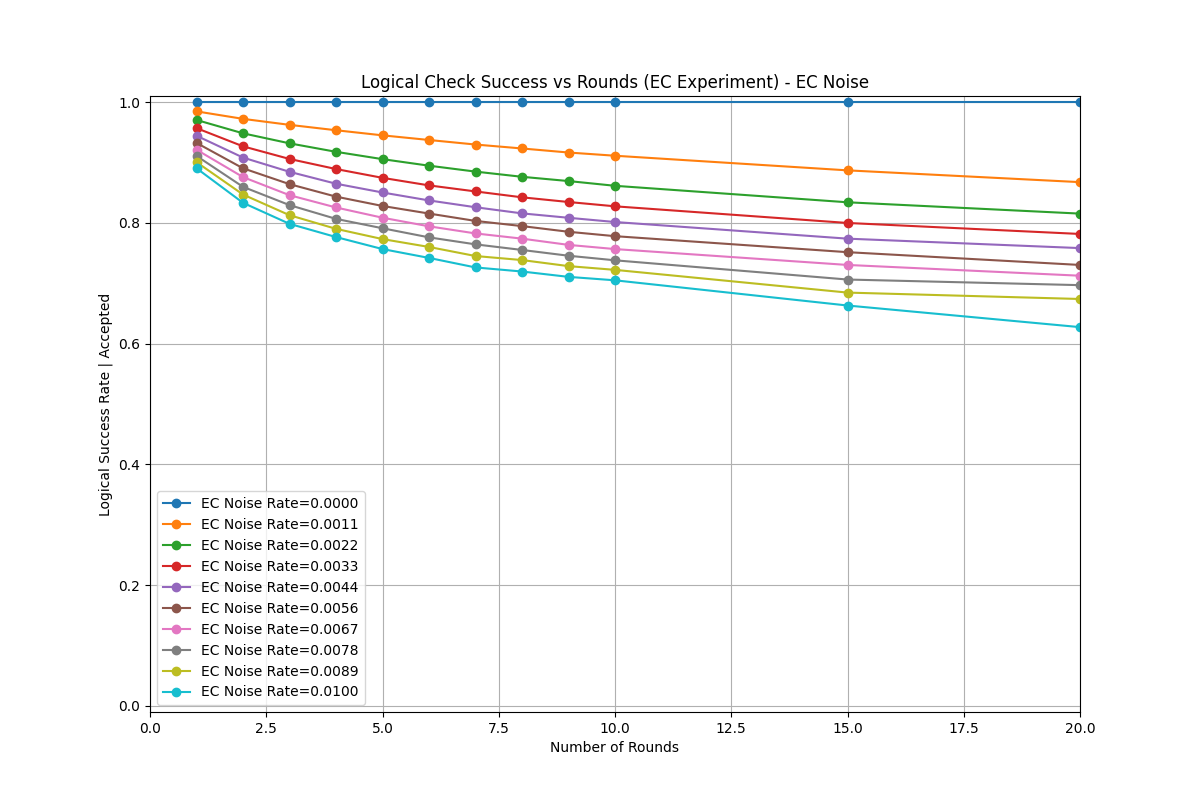 Logical Check Success vs Rounds (EC Experiment) - EC Noise
Logical Success Rate | Accepted
1.0
0.8
0.6
0.4
0.2
0.0
EC Noise Rate=0.0000
EC Noise Rate=0.0011
EC Noise Rate=0.0022
EC Noise Rate=0.0033
EC Noise Rate=0.0044
EC Noise Rate=0.0056
EC Noise Rate=0.0067
EC Noise Rate=0.0078
EC Noise Rate=0.0089
EC Noise Rate=0.0100
0.0 2.5 5.0 7.5 10.0 12.5 15.0 17.5 20.0
Number of Rounds